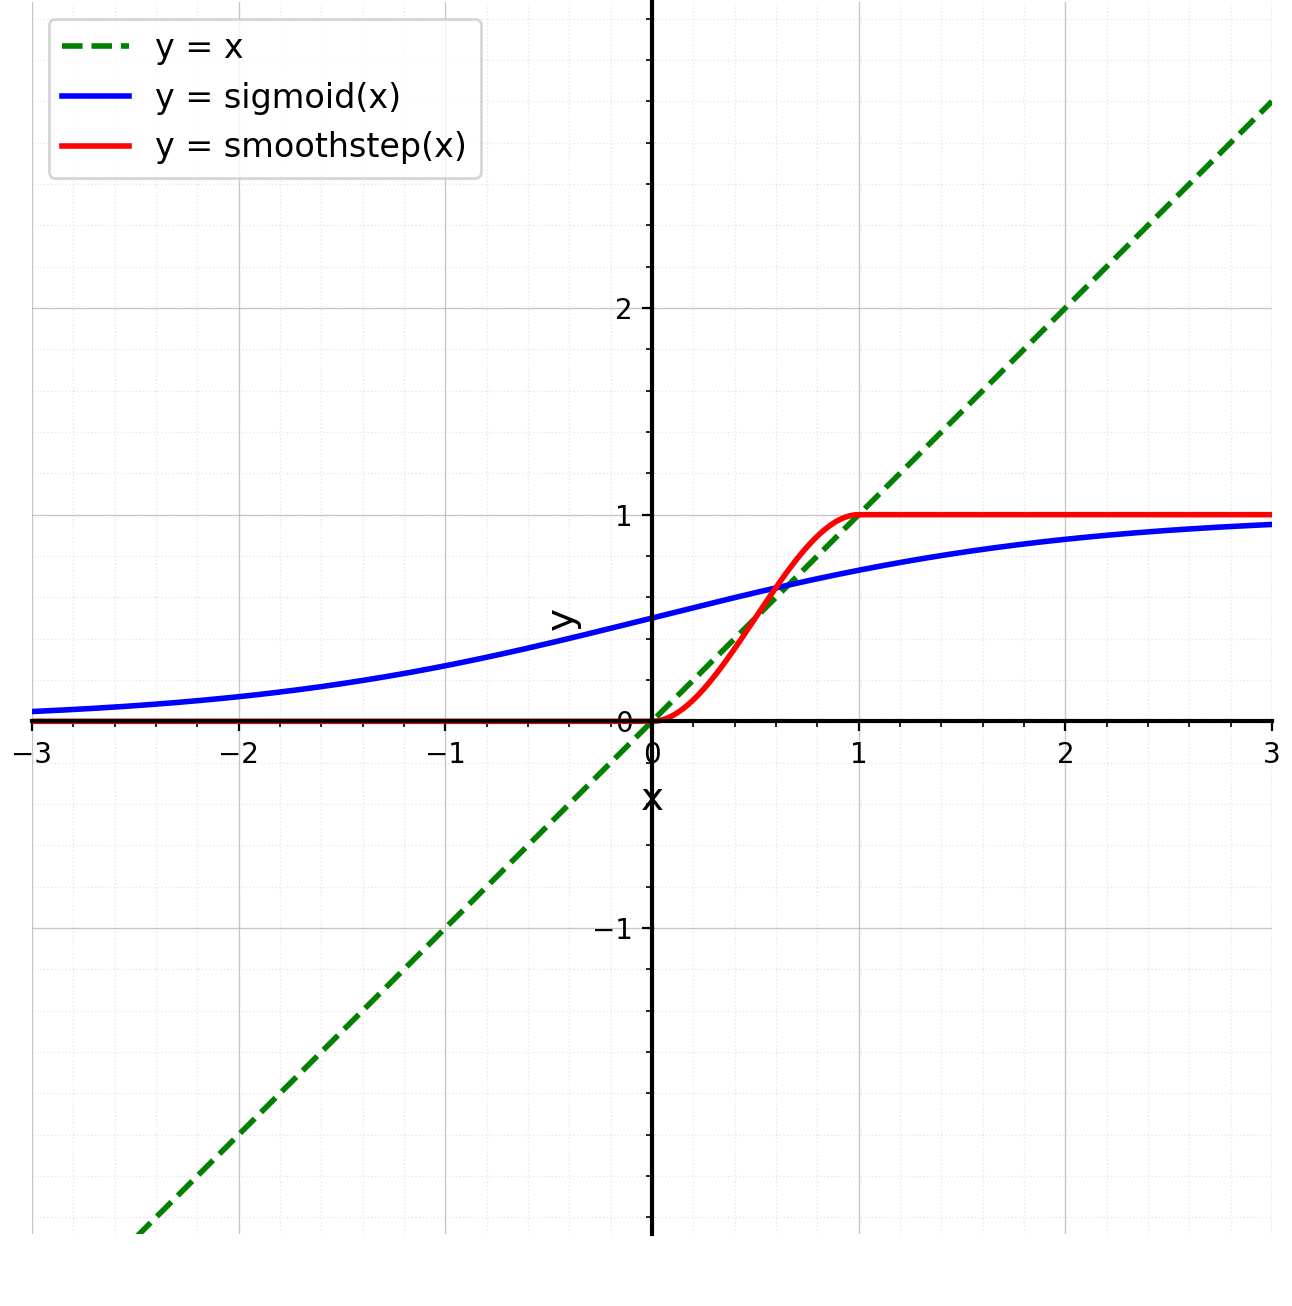 y = x
y = sigmoid(x)
y = smoothstep(x)
2
1
y
0
−3 −2 −1 0 1 2 3
x
−1